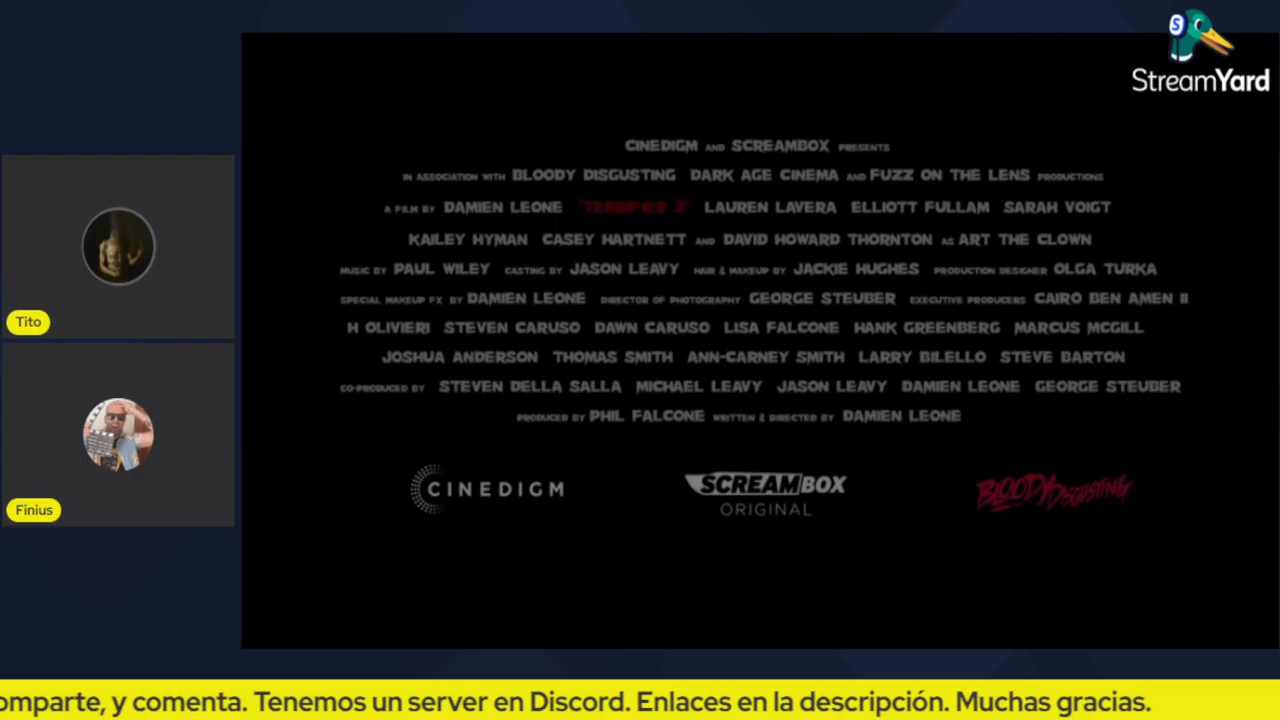 S
StreamYard
CINEDIGM AND SCREAMBOX PRESENTS
IN ASSOCIATION WITH BLOODY DISGUSTING DARK AGE CINEMA AND FUZZ ON THE LENS PRODUCTIONS
A FILM BY DAMIEN LEONE "TERRIFIER 2" LAUREN LAVERA ELLIOTT FULLAM SARAH VOIGT
KAILEY HYMAN CASEY HARTNETT AND DAVID HOWARD THORNTON AS ART THE CLOWN
MUSIC BY PAUL WILEY CASTING BY JASON LEAVY HAIR & MAKEUP BY JACKIE HUGHES PRODUCTION DESIGNER OLGA TURKA
SPECIAL MAKEUP FX BY DAMIEN LEONE DIRECTOR OF PHOTOGRAPHY GEORGE STEUBER EXECUTIVE PRODUCERS CAIRO BEN AMEN II
H OLIVIERI STEVEN CARUSO DAWN CARUSO LISA FALCONE HANK GREENBERG MARCUS MCGILL
JOSHUA ANDERSON THOMAS SMITH ANN-CARNEY SMITH LARRY BILELLO STEVE BARTON
CO-PRODUCED BY STEVEN DELLA SALLA MICHAEL LEAVY JASON LEAVY DAMIEN LEONE GEORGE STEUBER
PRODUCED BY PHIL FALCONE WRITTEN & DIRECTED BY DAMIEN LEONE
CINEDIGM
SCREAMBOX
ORIGINAL
BLOODY DISGUSTING
Tito
Finius
omparte, y comenta. Tenemos un server en Discord. Enlaces en la descripción. Muchas gracias.